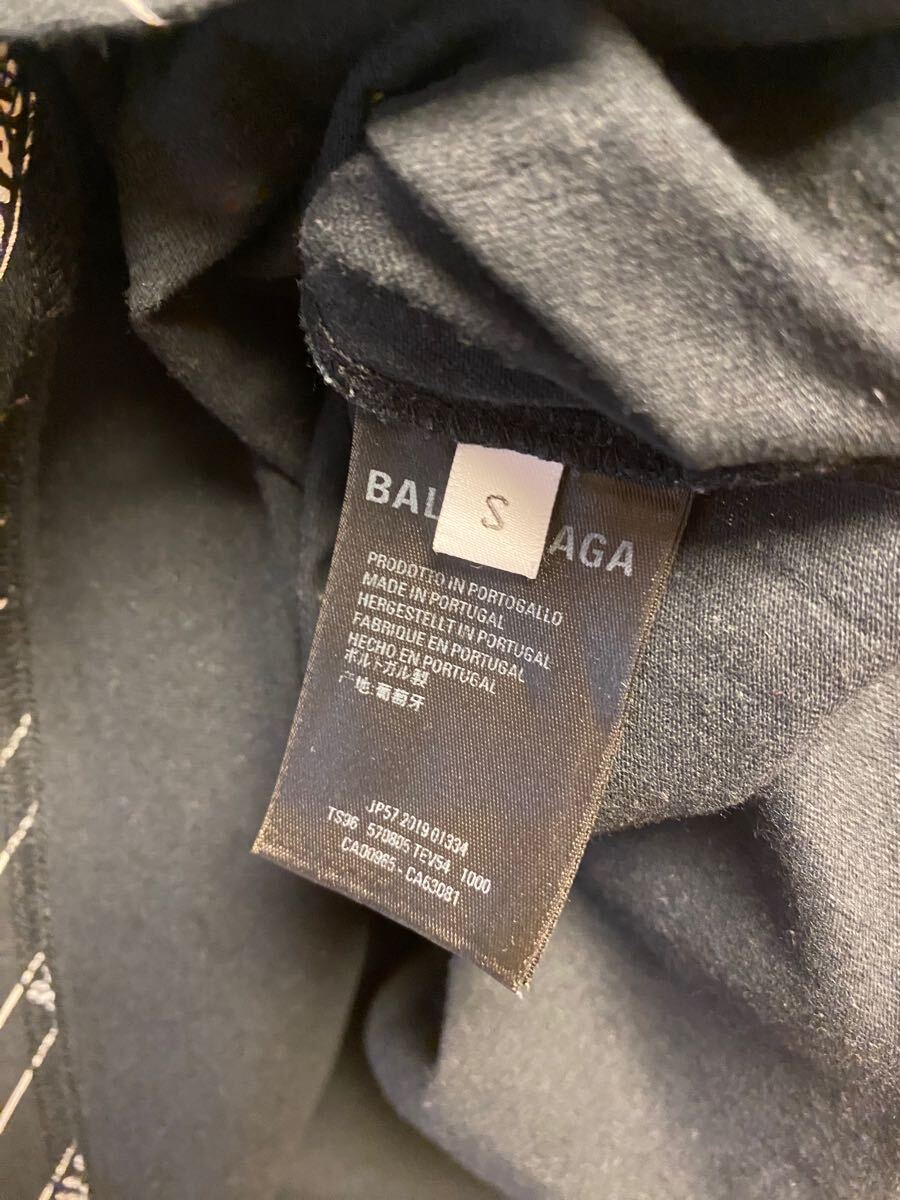 BAL AGA
S
PRODOTTO IN PORTOGALLO
MADE IN PORTUGAL
HERGESTELLT IN PORTUGAL
FABRIQUE EN PORTUGAL
HECHO EN PORTUGAL
ポルトガル製
产地:葡萄牙
JP57 2019 01334
TS96 570805 TEV54 1000
CA00965 - CA63081